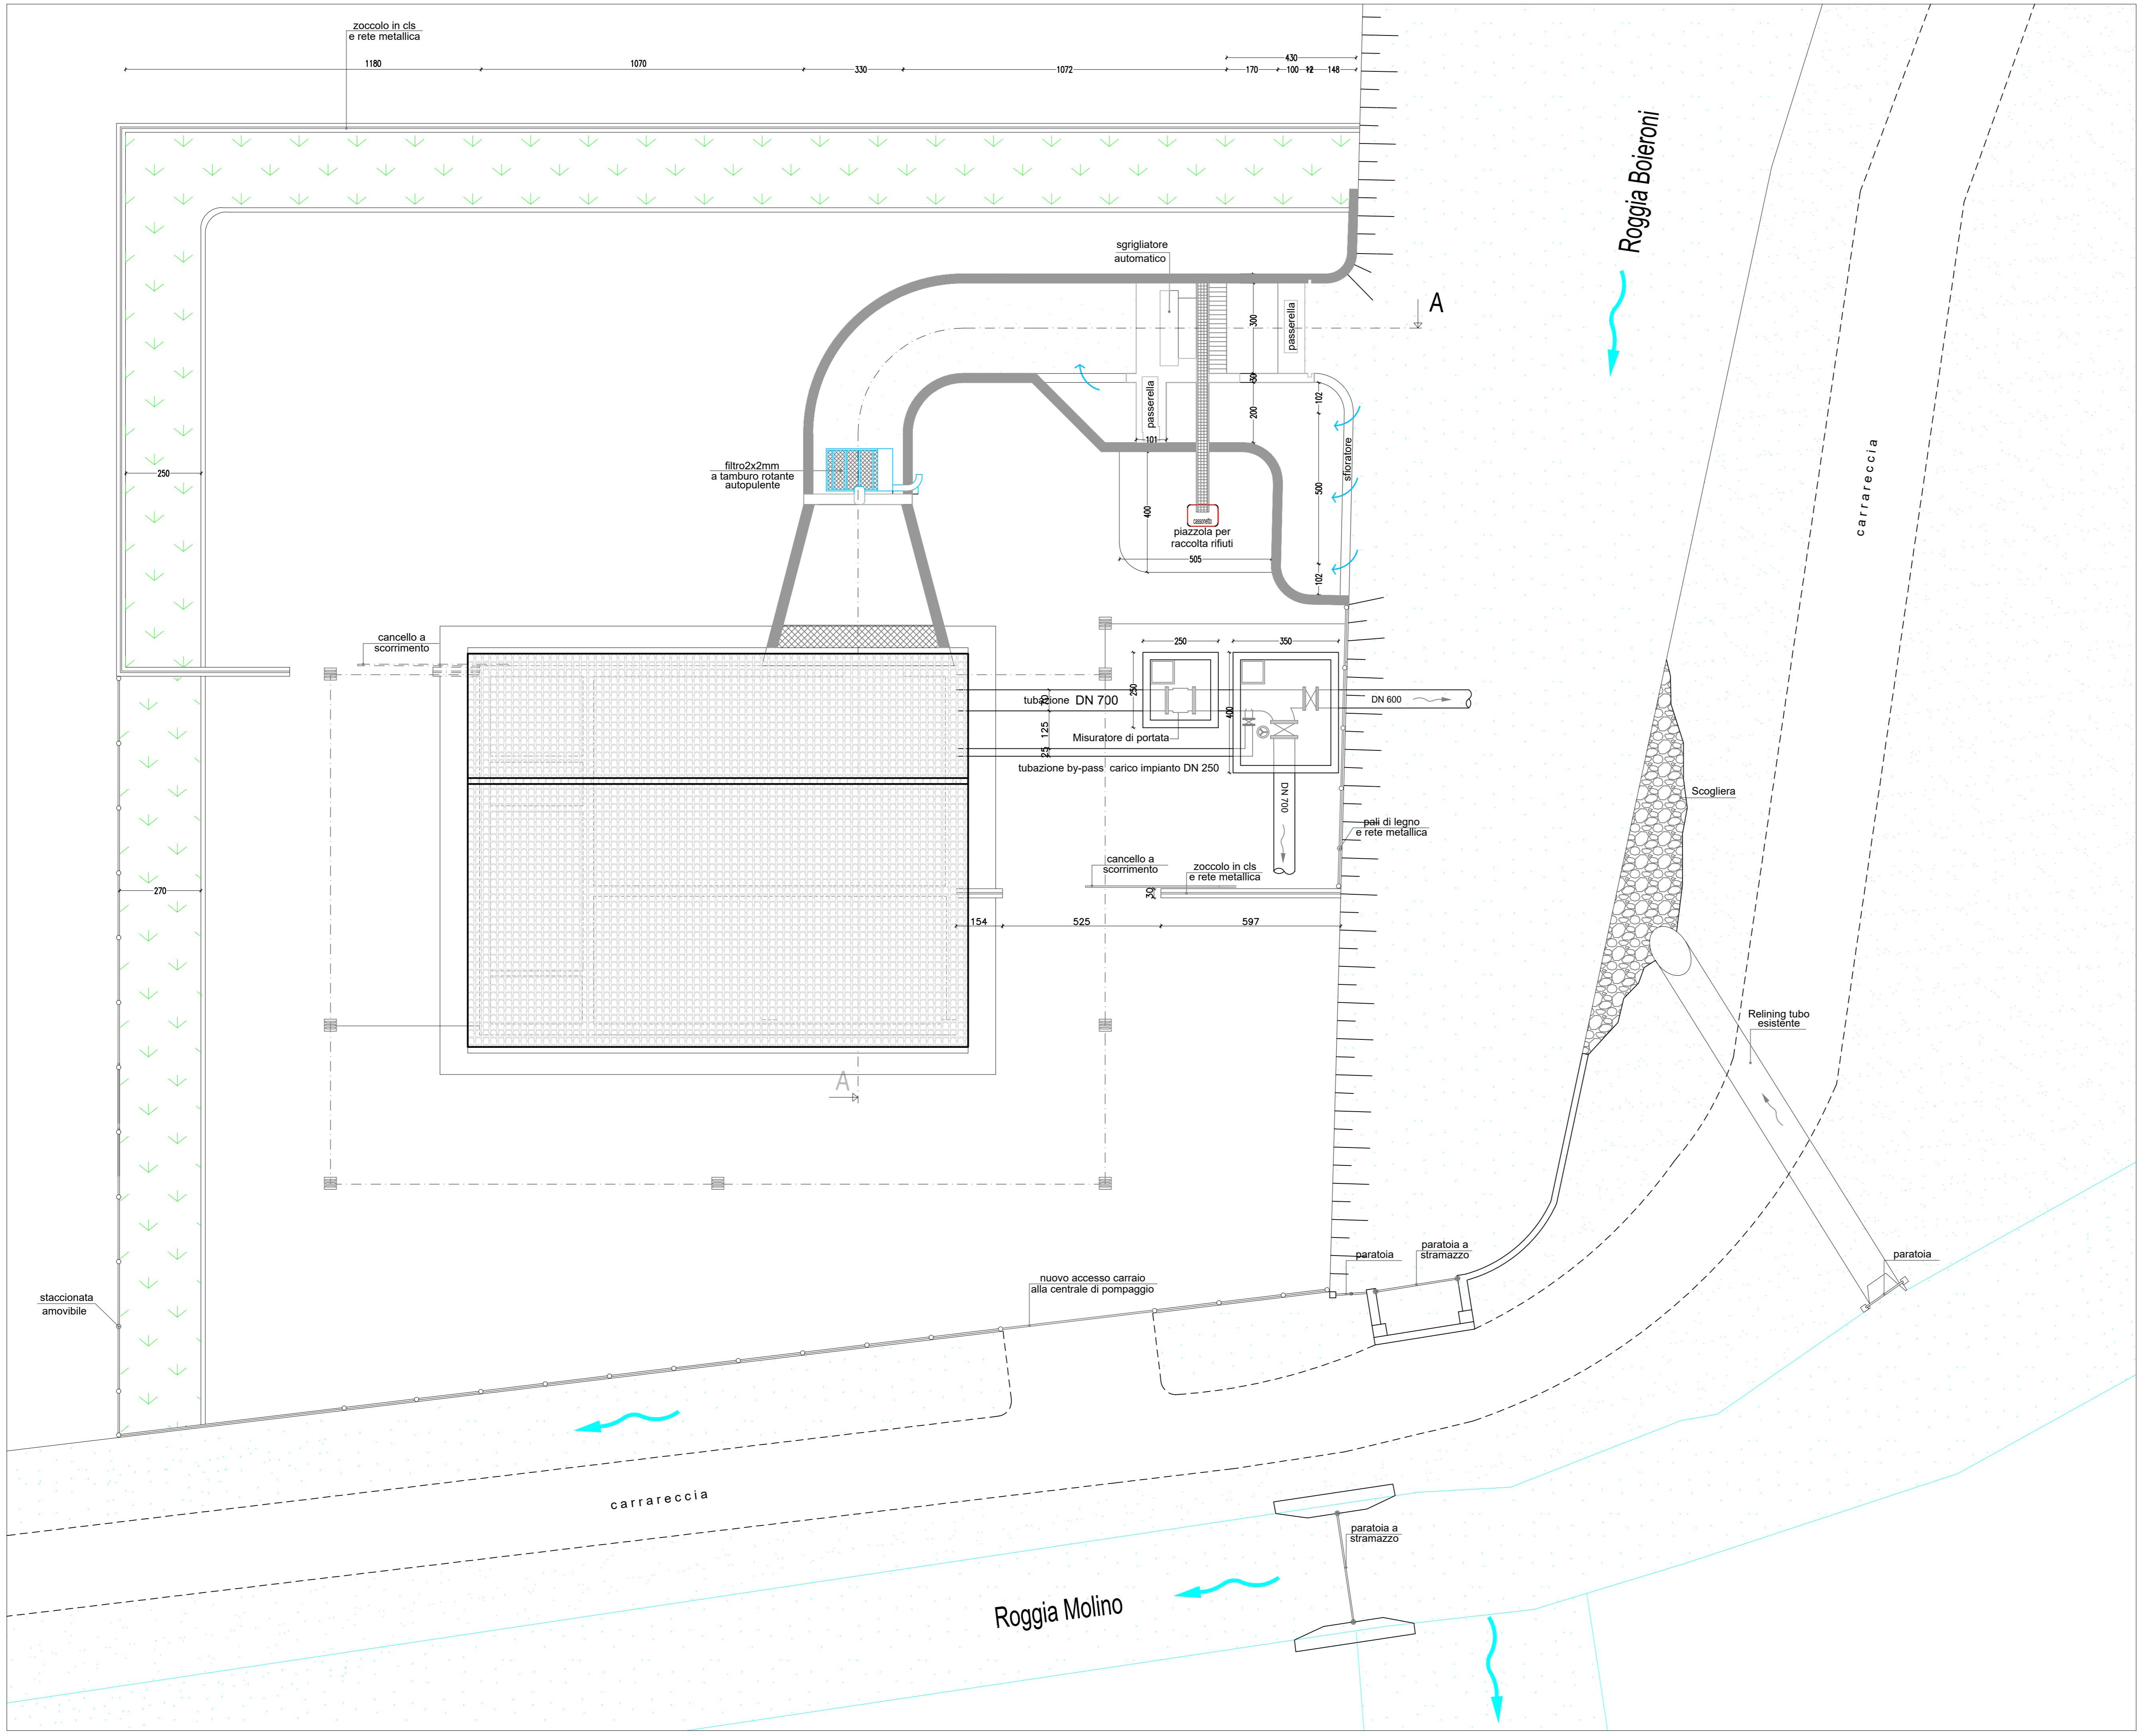 zoccolo in cls
e rete metallica
430
1180
1070
330
1072
170
100
12
148
Roggia Boieroni
sgrigliatore
automatico
A
passerella
300
30
passerella
102
200
101
sfioratore
carrareccia
filtro2x2mm
a tamburo rotante
autopulente
250
400
500
cassonetto
piazzola per
raccolta rifiuti
505
102
cancello a
scorrimento
250
350
250
tubazione DN 700
70
DN 600
400
125
Misuratore di portata
25
tubazione by-pass carico impianto DN 250
DN 700
Scogliera
pali di legno
e rete metallica
cancello a
scorrimento
zoccolo in cls
e rete metallica
30
270
154
525
597
Relining tubo
esistente
A
paratoia a
stramazzo
paratoia
paratoia
nuovo accesso carraio
alla centrale di pompaggio
staccionata
amovibile
carrareccia
paratoia a
stramazzo
Roggia Molino